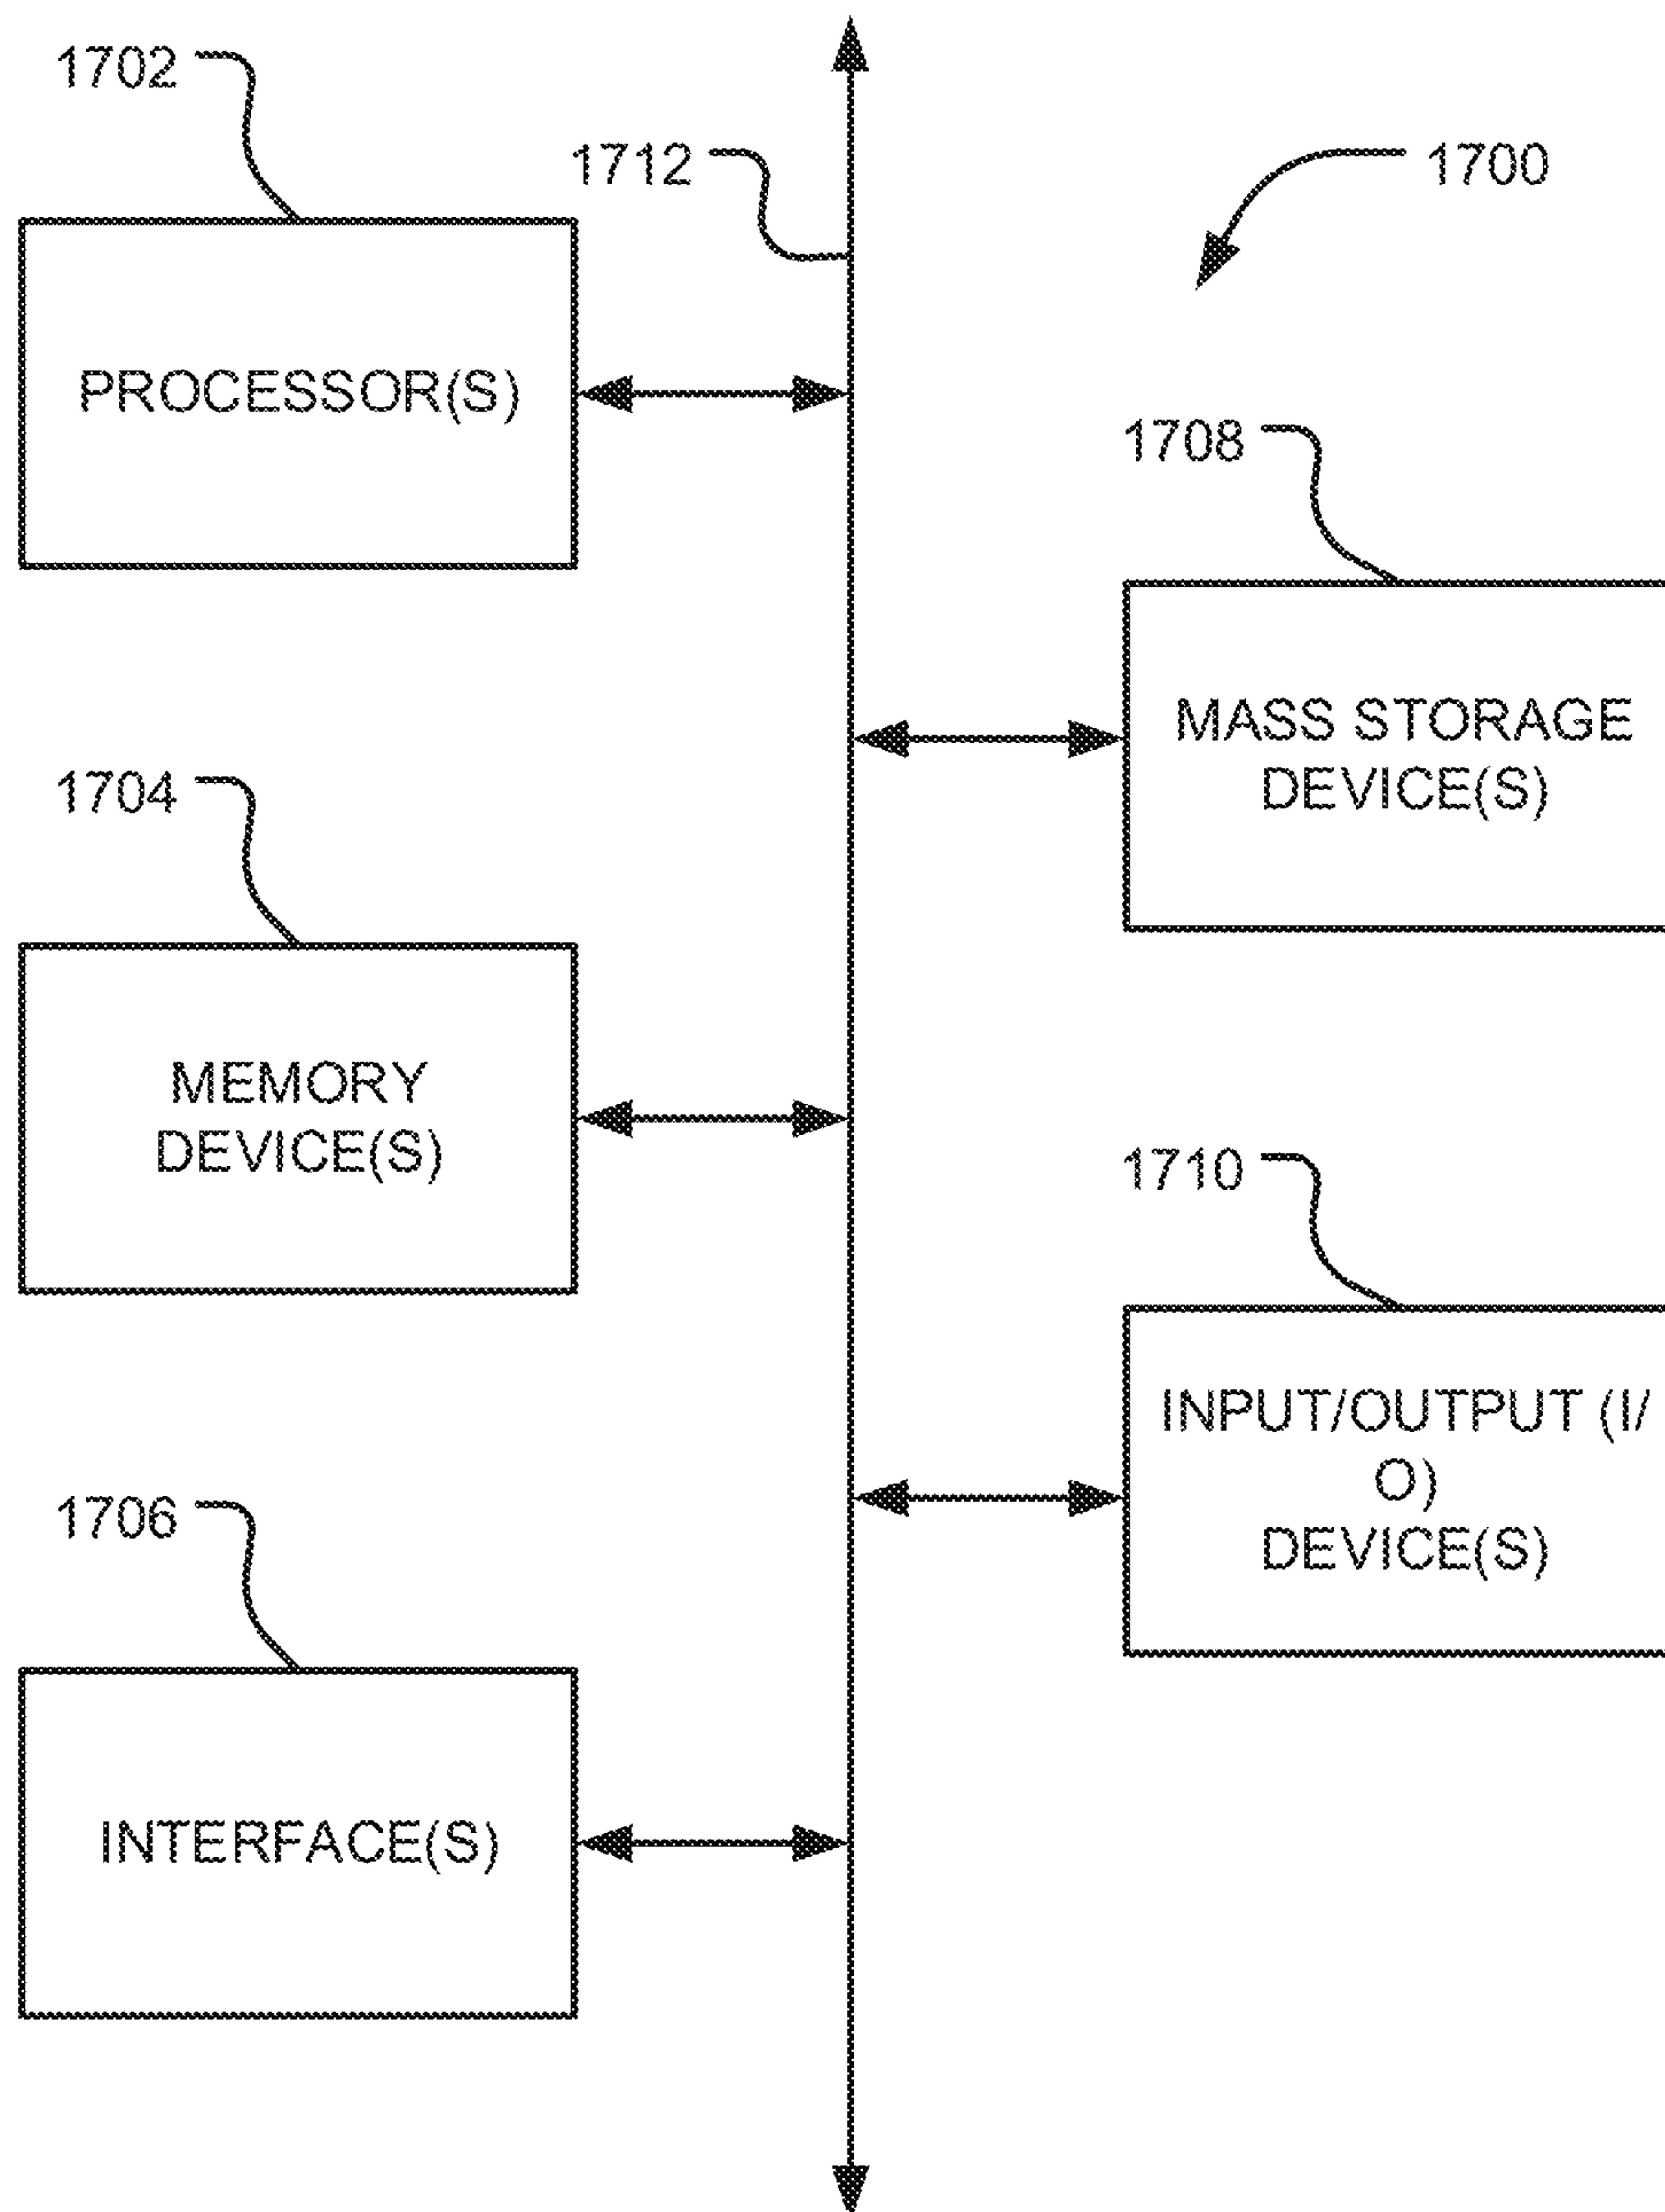 1702
1712
1700
PROCESSOR(S)
1708
MASS STORAGE
DEVICE(S)
1704
MEMORY
DEVICE(S)
1710
INPUT/OUTPUT (I/
O)
DEVICE(S)
1706
INTERFACE(S)